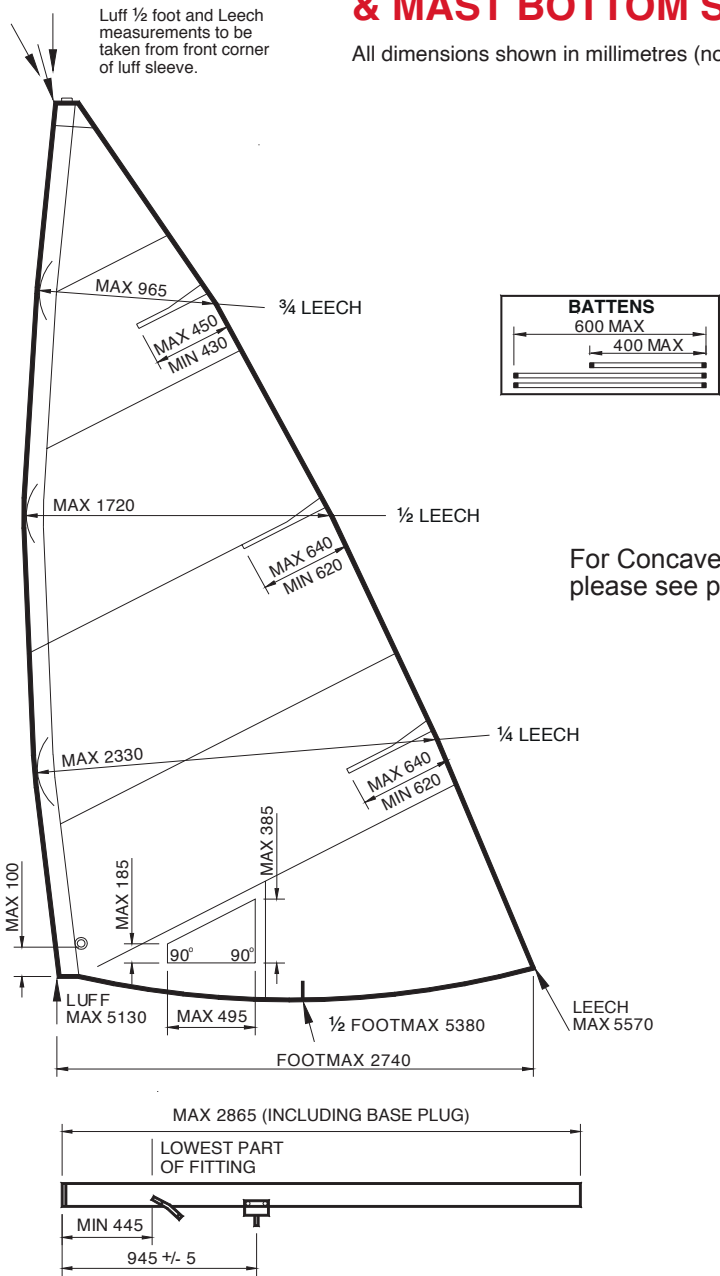 & MAST BOTTOM S
All dimensions shown in millimetres (no
Luff ½ foot and Leech
measurements to be
taken from front corner
of luff sleeve.
MAX 965
¾ LEECH
MAX 450
MIN 430
BATTENS
600 MAX
400 MAX
MAX 1720
½ LEECH
MAX 640
MIN 620
For Concave
please see p
MAX 2330
¼ LEECH
MAX 640
MIN 620
MAX 100
MAX 185
MAX 385
90° 90°
LUFF
MAX 5130
MAX 495
½ FOOTMAX 5380
LEECH
MAX 5570
FOOTMAX 2740
MAX 2865 (INCLUDING BASE PLUG)
LOWEST PART
OF FITTING
MIN 445
945 +/- 5